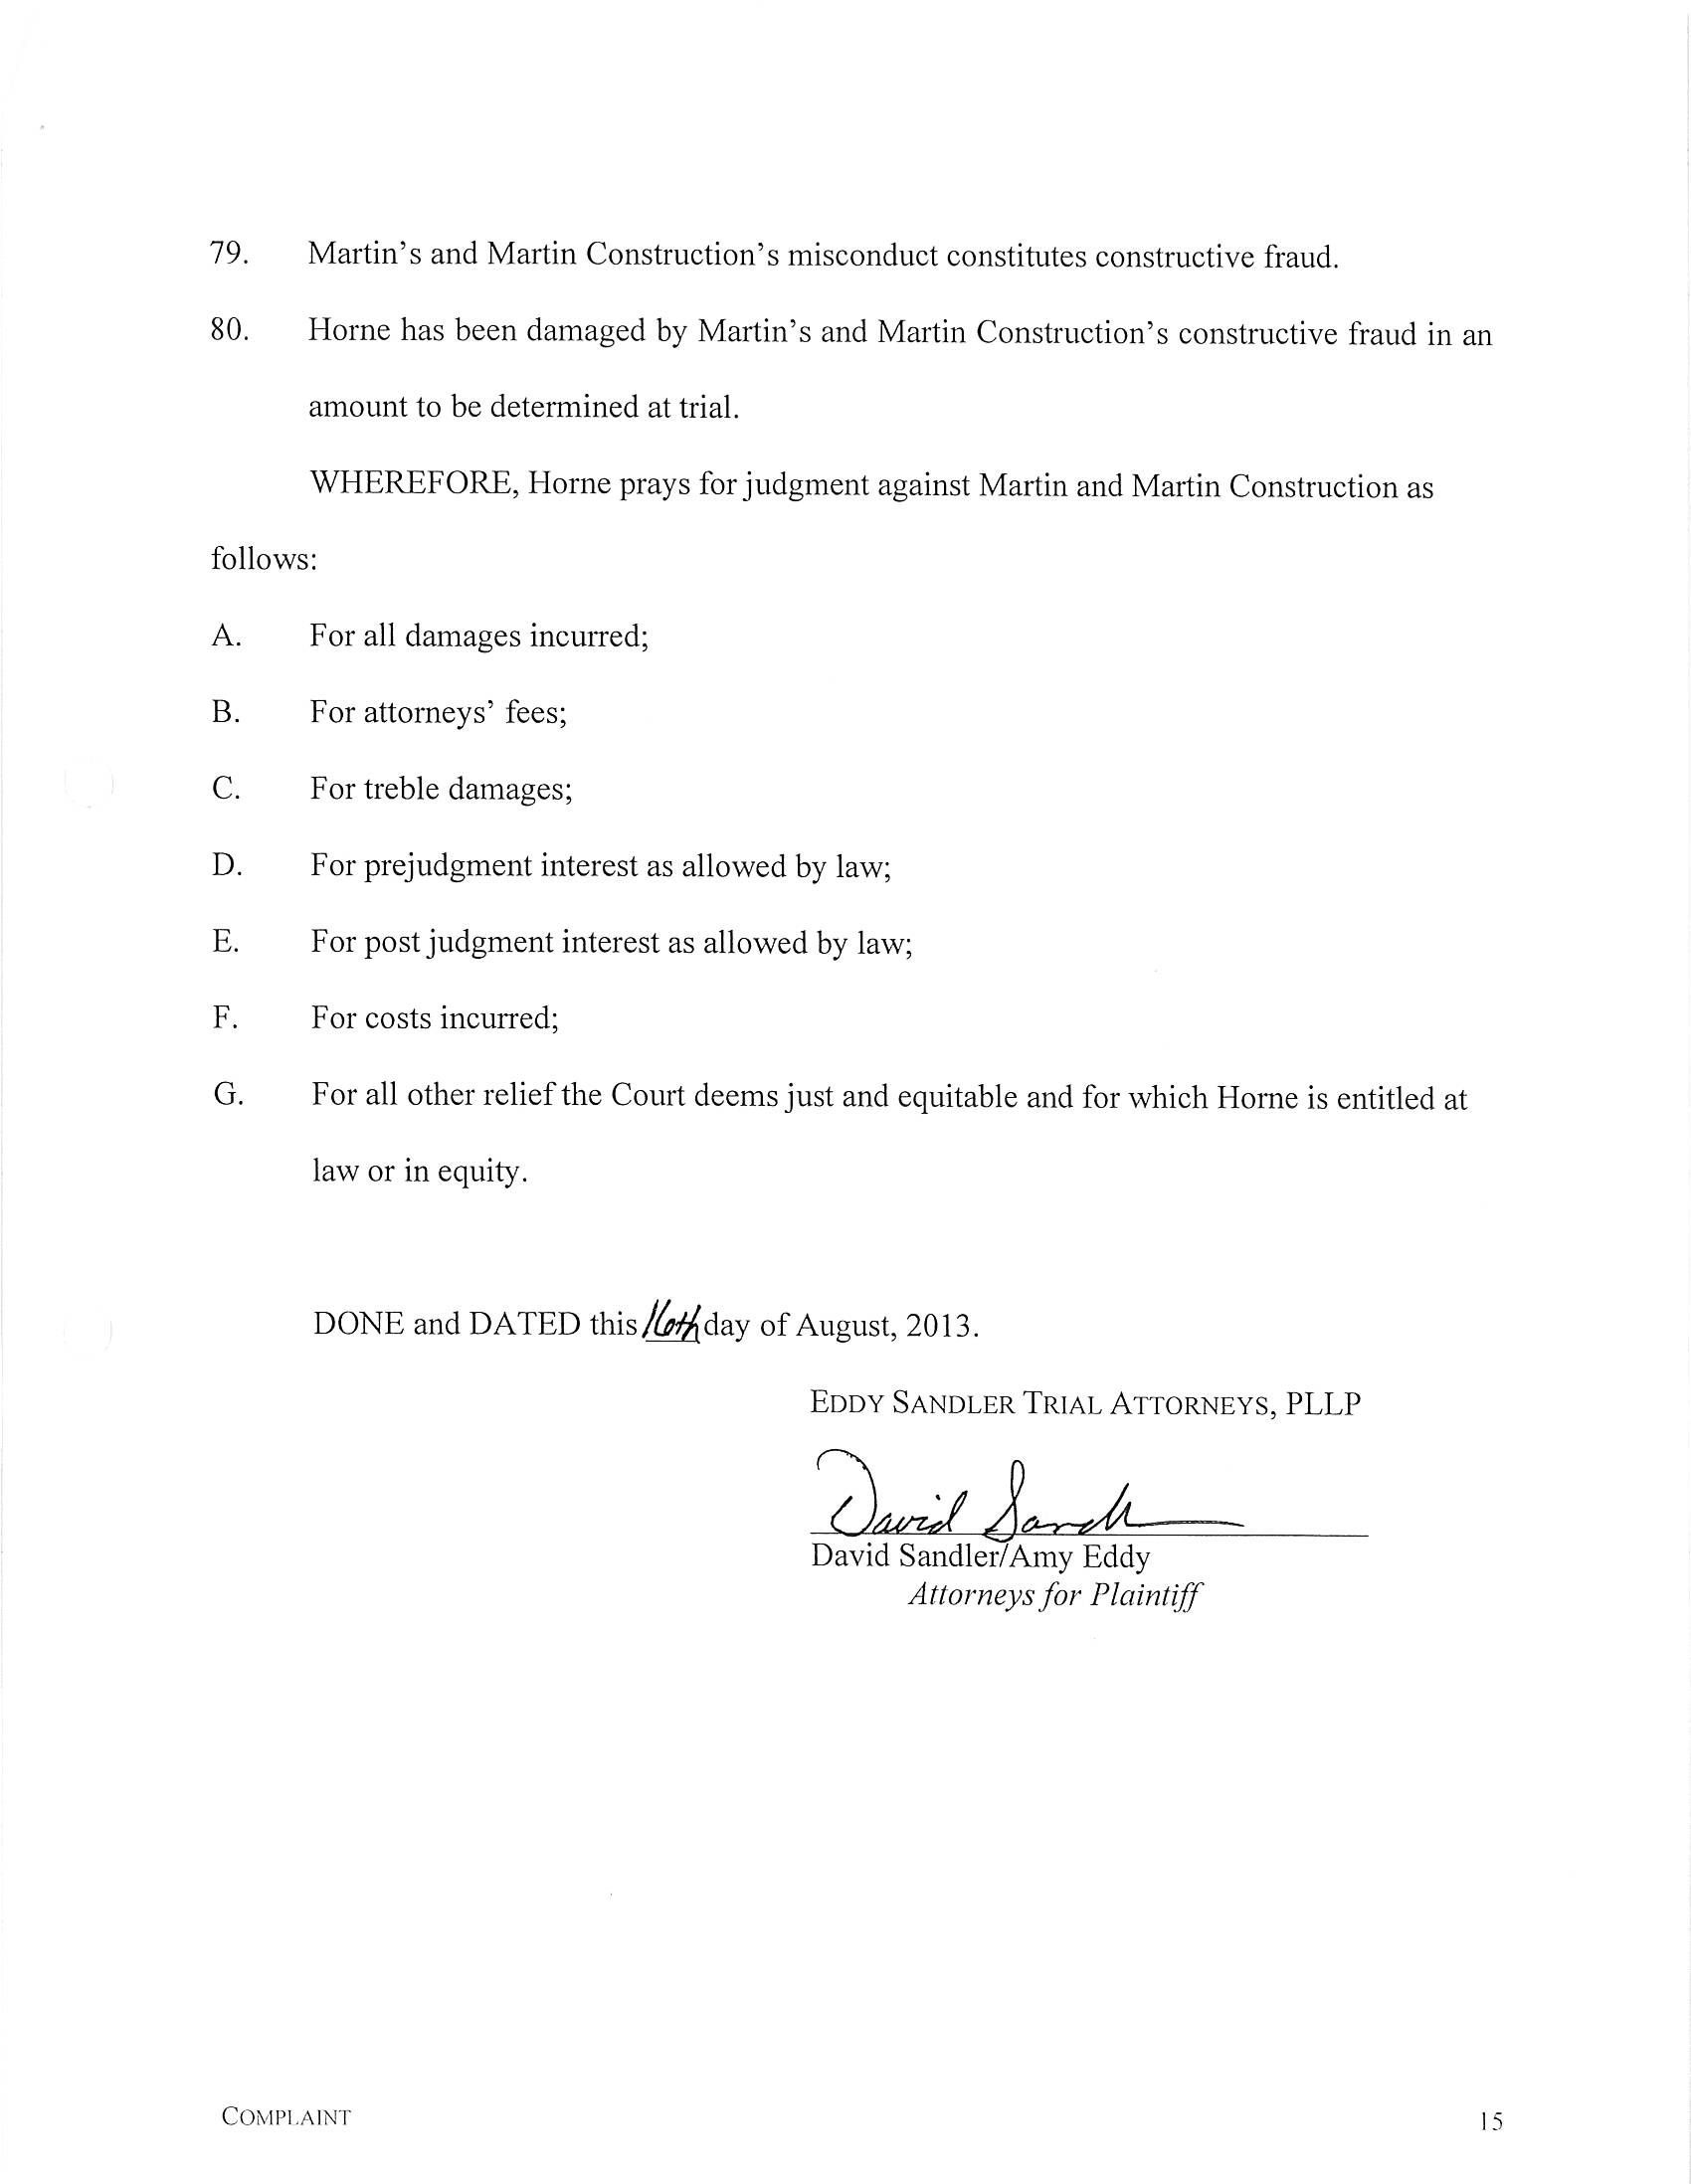 79. Martin's and Martin Construction's misconduct constitutes constructive fraud.
80. Horne has been damaged by Martin's and Martin Construction's constructive fraud in an
amount to be determined at trial.
WHEREFORE, Horne prays for judgment against Martin and Martin Construction as
follows:
A. For all damages incurred;
B. For attorneys' fees;
C. For treble damages;
D. For prejudgment interest as allowed by law;
E. For post judgment interest as allowed by law;
F. For costs incurred;
G. For all other relief the Court deems just and equitable and for which Horne is entitled at
law or in equity.
DONE and DATED this 16th day of August, 2013.
EDDY SANDLER TRIAL ATTORNEYS, PLLP
David Sandler
David Sandler/Amy Eddy
Attorneys for Plaintiff
COMPLAINT 15